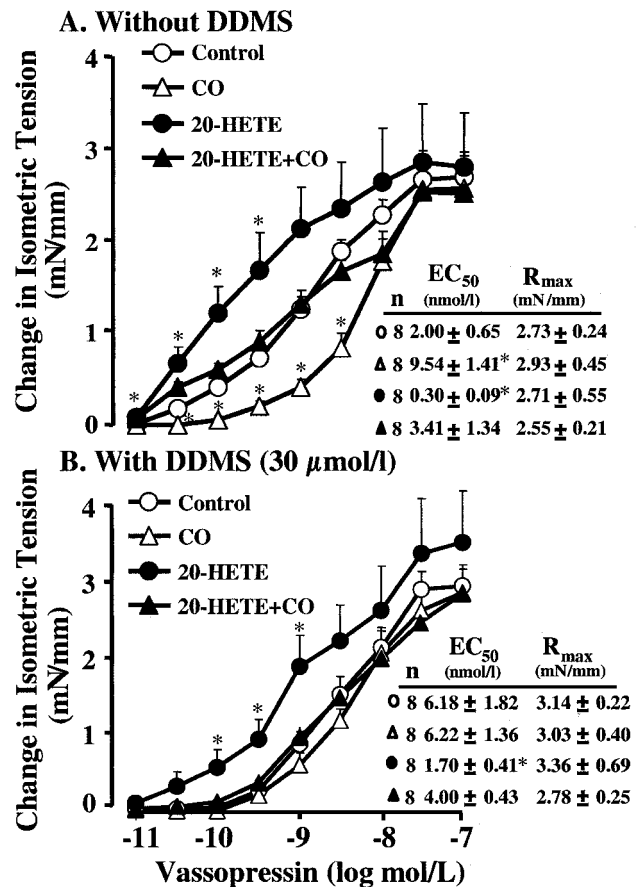 A. Without DDMS
Control
CO
20-HETE
20-HETE+CO
Change in Isometric Tension
(mN/mm)
4
3
2
1
0
* * * * * * * * * *
EC50 Rmax
n (nmol/l) (mN/mm)
8 2.00 ± 0.65 2.73 ± 0.24
8 9.54 ± 1.41* 2.93 ± 0.45
8 0.30 ± 0.09* 2.71 ± 0.55
8 3.41 ± 1.34 2.55 ± 0.21
B. With DDMS (30 µmol/l)
Control
CO
20-HETE
20-HETE+CO
Change in Isometric Tension
(mN/mm)
4
3
2
1
0
* * *
EC50 Rmax
n (nmol/l) (mN/mm)
8 6.18 ± 1.82 3.14 ± 0.22
8 6.22 ± 1.36 3.03 ± 0.40
8 1.70 ± 0.41* 3.36 ± 0.69
8 4.00 ± 0.43 2.78 ± 0.25
-11 -10 -9 -8 -7
Vassopressin (log mol/L)